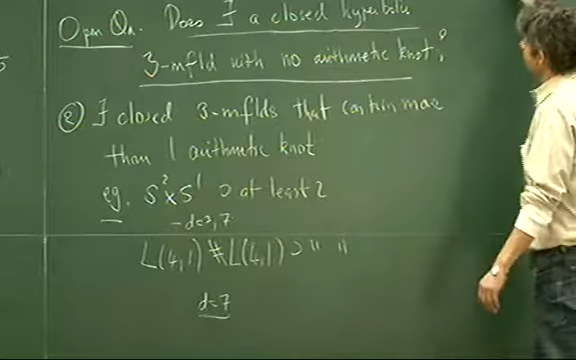 Open Qn. Does ∃ a closed hyperbolic
3-mfld with no arithmetic knot?
② ∃ closed 3-mflds that contain more
than 1 arithmetic knot
eg. S² × S¹ ⊃ at least 2
- d=3, 7
L(4,1) # L(4,1) ⊃ " "
d=7